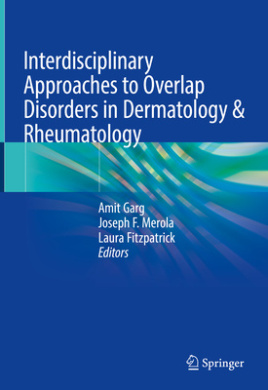 Interdisciplinary
Approaches to Overlap
Disorders in Dermatology &
Rheumatology
Amit Garg
Joseph F. Merola
Laura Fitzpatrick
Editors
Springer